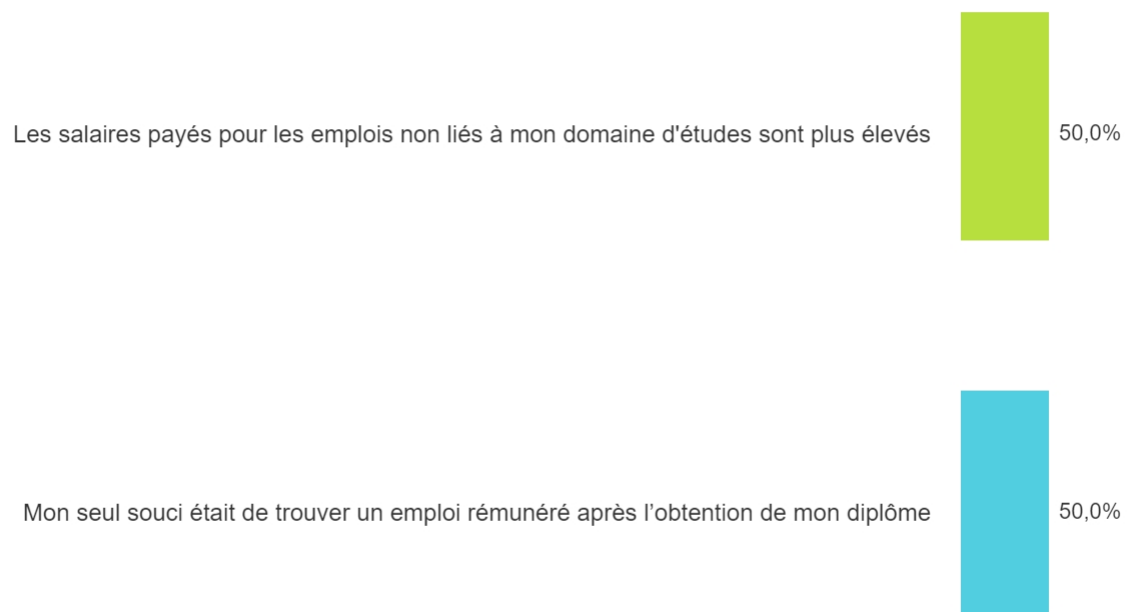 Les salaires payés pour les emplois non liés à mon domaine d'études sont plus élevés
50,0%
Mon seul souci était de trouver un emploi rémunéré après l’obtention de mon diplôme
50,0%